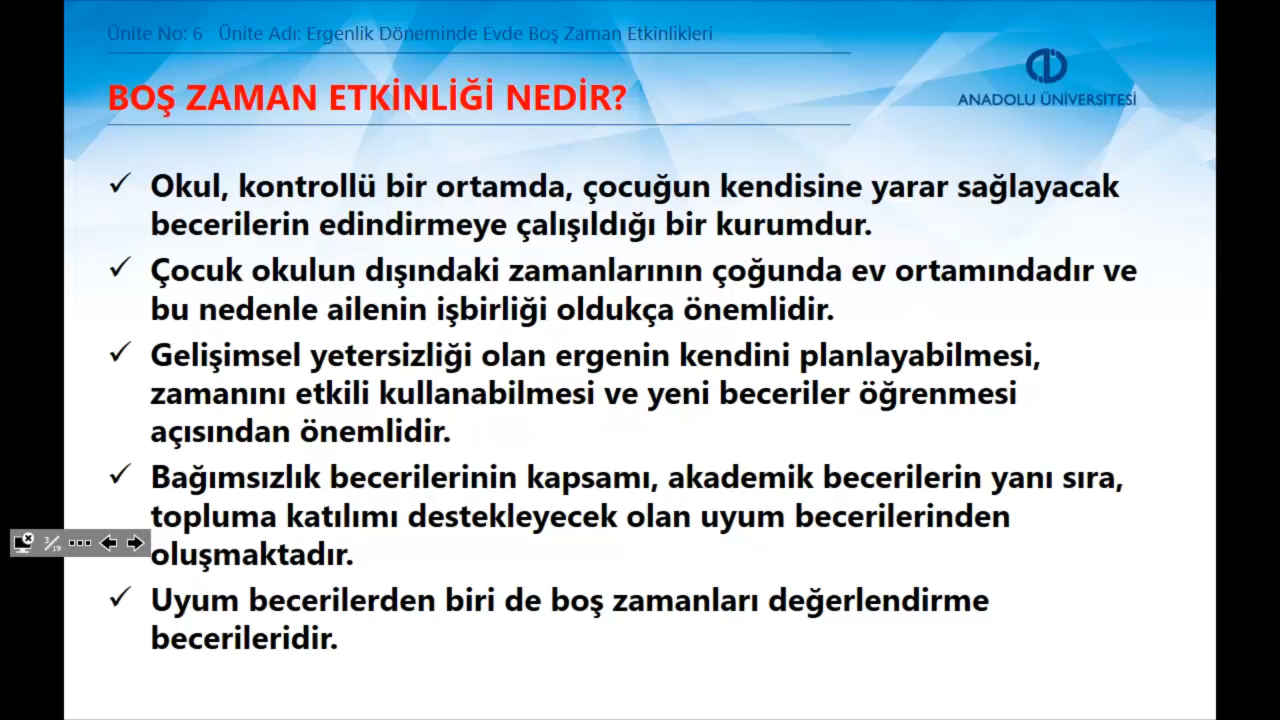 Ünite No: 6 Ünite Adı: Ergenlik Döneminde Evde Boş Zaman Etkinlikleri
BOŞ ZAMAN ETKİNLİĞİ NEDİR?
ANADOLU ÜNİVERSİTESİ
✓ Okul, kontrollü bir ortamda, çocuğun kendisine yarar sağlayacak
becerilerin edindirmeye çalışıldığı bir kurumdur.
✓ Çocuk okulun dışındaki zamanlarının çoğunda ev ortamındadır ve
bu nedenle ailenin işbirliği oldukça önemlidir.
✓ Gelişimsel yetersizliği olan ergenin kendini planlayabilmesi,
zamanını etkili kullanabilmesi ve yeni beceriler öğrenmesi
açısından önemlidir.
✓ Bağımsızlık becerilerinin kapsamı, akademik becerilerin yanı sıra,
topluma katılımı destekleyecek olan uyum becerilerinden
3/19
oluşmaktadır.
✓ Uyum becerilerden biri de boş zamanları değerlendirme
becerileridir.